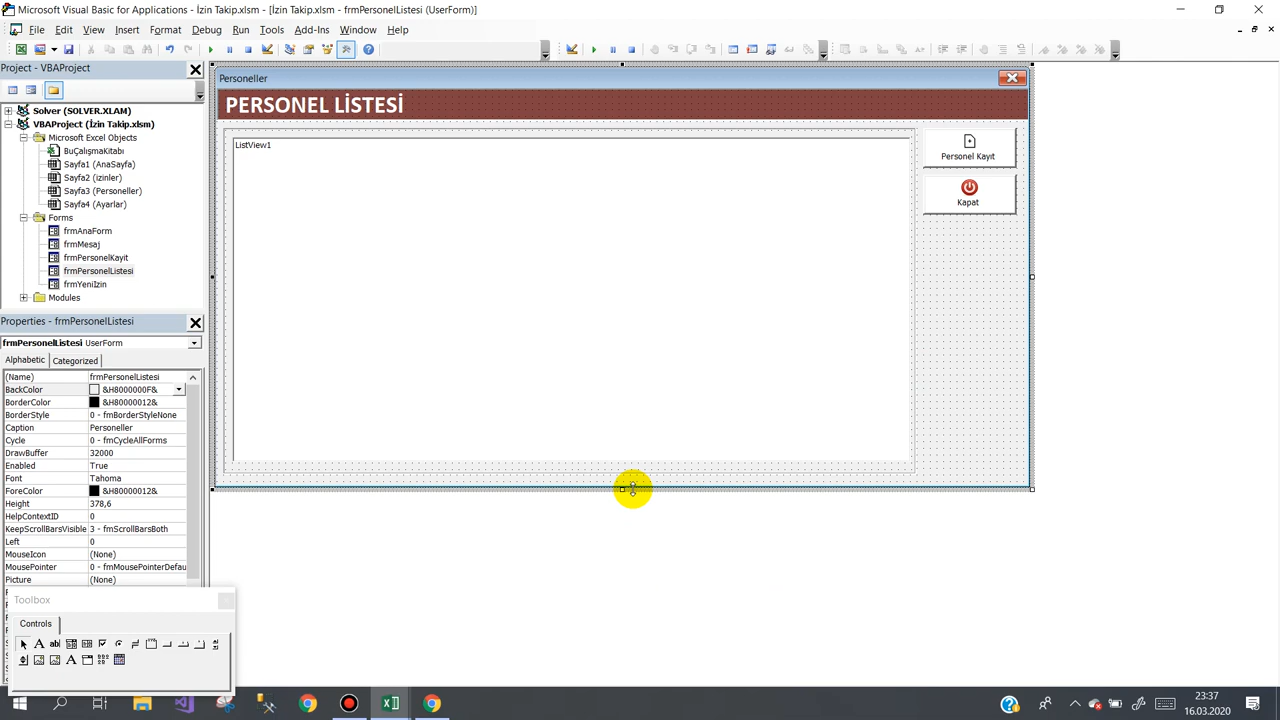 Microsoft Visual Basic for Applications - İzin Takip.xlsm - [İzin Takip.xlsm - frmPersonelListesi (UserForm)]
File Edit View Insert Format Debug Run Tools Add-Ins Window Help
Project - VBAProject
Solver (SOLVER.XLAM)
VBAProject (İzin Takip.xlsm)
Microsoft Excel Objects
BuÇalışmaKitabı
Sayfa1 (AnaSayfa)
Sayfa2 (izinler)
Sayfa3 (Personeller)
Sayfa4 (Ayarlar)
Forms
frmAnaForm
frmMesaj
frmPersonelKayit
frmPersonelListesi
frmYeniIzin
Modules
Properties - frmPersonelListesi
frmPersonelListesi UserForm
Alphabetic Categorized
(Name) frmPersonelListesi
BackColor &H8000000F&
BorderColor &H80000012&
BorderStyle 0 - fmBorderStyleNone
Caption Personeller
Cycle 0 - fmCycleAllForms
DrawBuffer 32000
Enabled True
Font Tahoma
ForeColor &H80000012&
Height 378,6
HelpContextID 0
KeepScrollBarsVisible 3 - fmScrollBarsBoth
Left 0
MouseIcon (None)
MousePointer 0 - fmMousePointerDefau
Picture (None)
Toolbox
Controls
Personeller
PERSONEL LİSTESİ
ListView1
Personel Kayıt
Kapat
23:37
16.03.2020